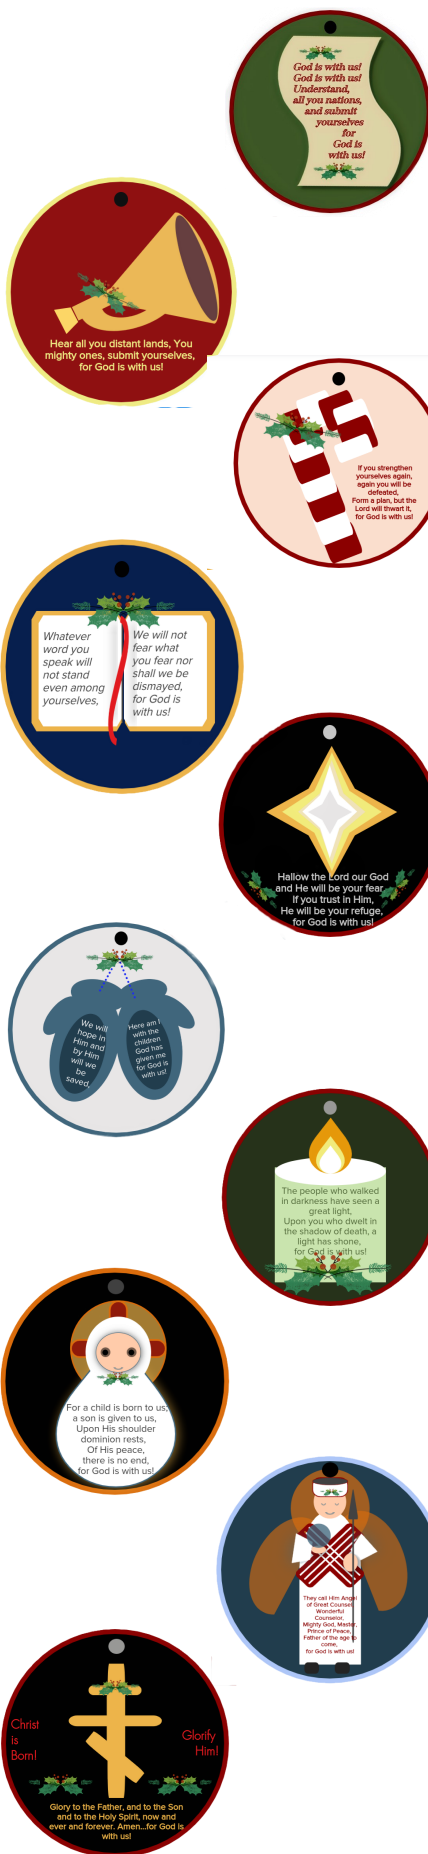 God is with us!
God is with us!
Understand,
all you nations,
and submit
yourselves
for
God is
with us!
Hear all you distant lands, You
mighty ones, submit yourselves,
for God is with us!
If you strengthen
yourselves again,
again you will be
defeated,
Form a plan, but the
Lord will thwart it,
for God is with us!
Whatever
word you
speak will
not stand
even among
yourselves,
We will not
fear what
you fear nor
shall we be
dismayed,
for God is
with us!
Hallow the Lord our God
and He will be your fear,
If you trust in Him,
He will be your refuge,
for God is with us!
We will
hope in
Him and
by Him
will we
be
saved,
Here am I
with the
children
God has
given me
for God is
with us!
The people who walked
in darkness have seen a
great light,
Upon you who dwelt in
the shadow of death, a
light has shone,
for God is with us!
For a child is born to us;
a son is given to us,
Upon His shoulder
dominion rests,
Of His peace,
there is no end,
for God is with us!
They call Him Angel
of Great Counsel
Wonderful
Counselor,
Mighty God, Master,
Prince of Peace,
Father of the age to
come,
for God is with us!
Christ
is
Born!
Glorify
Him!
Glory to the Father, and to the Son
and to the Holy Spirit, now and
ever and forever. Amen...for God is
with us!